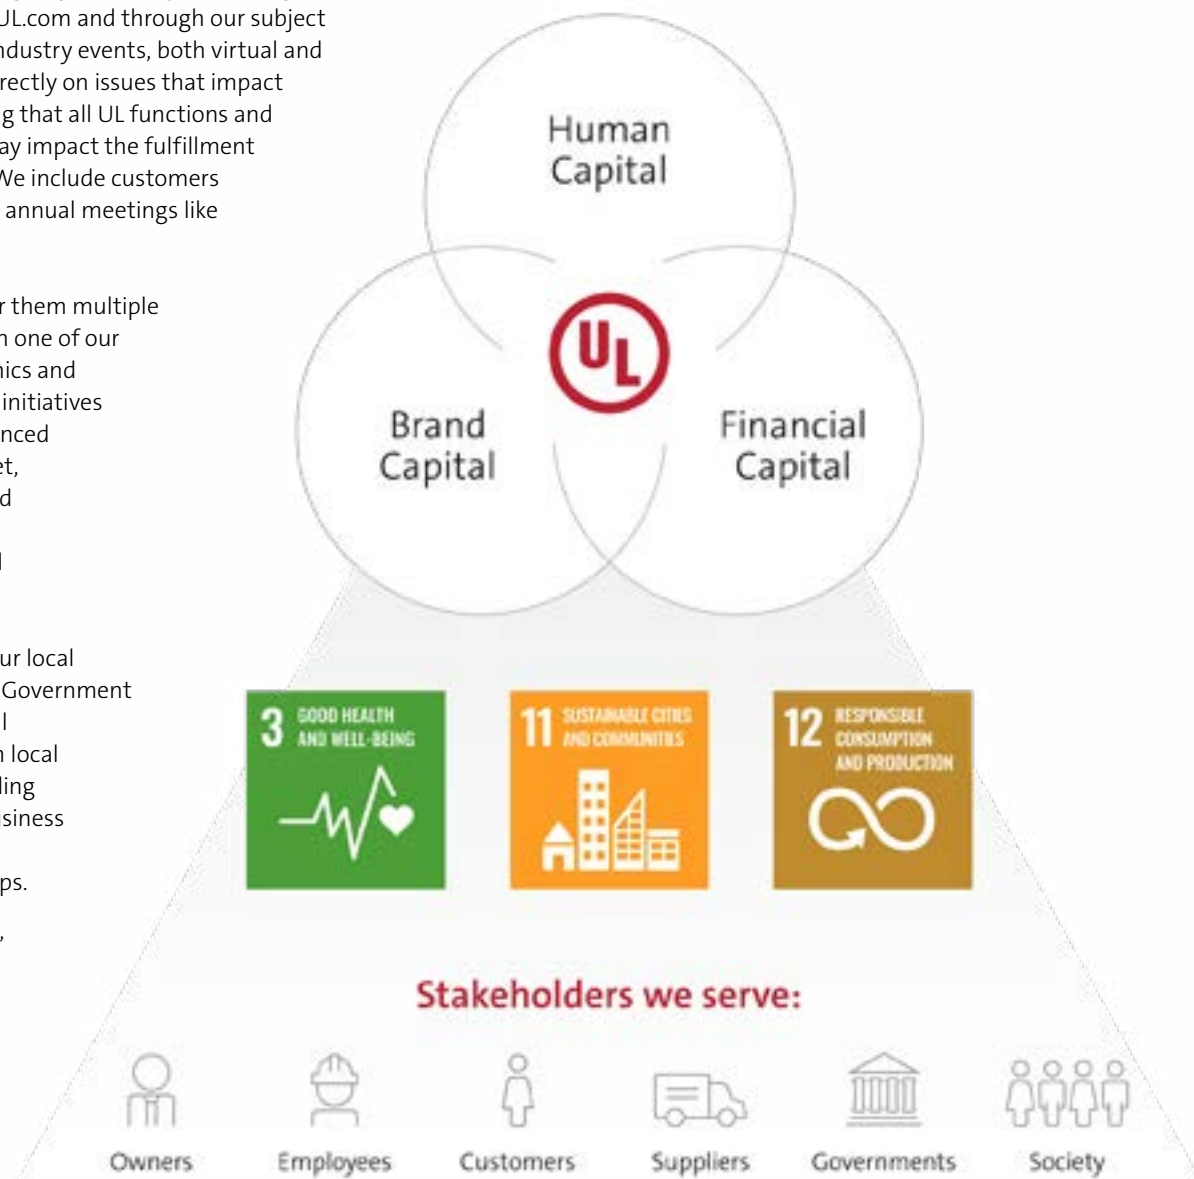 UL.com and through our subject
ndustry events, both virtual and
rectly on issues that impact
g that all UL functions and
ay impact the fulfillment
We include customers
annual meetings like
r them multiple
n one of our
nics and
initiatives
nced
et,
d
l
ur local
Government
l
n local
ling
usiness
ps.
,
Human
Capital
UL
Brand
Capital
Financial
Capital
3 GOOD HEALTH
AND WELL-BEING
11 SUSTAINABLE CITIES
AND COMMUNITIES
12 RESPONSIBLE
CONSUMPTION
AND PRODUCTION
Stakeholders we serve:
Owners Employees Customers Suppliers Governments Society